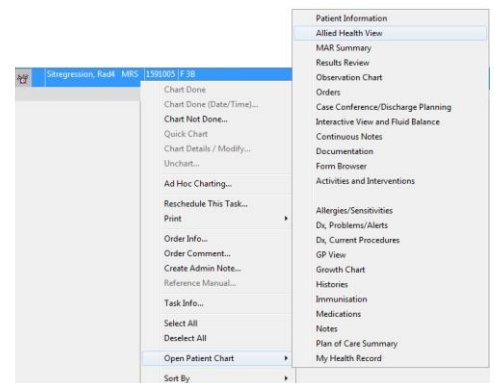 Sitregression, Rad4 MRS 1591005 F 3B
Chart Done
Chart Done (Date/Time)...
Chart Not Done...
Quick Chart
Chart Details / Modify...
Unchart...
Ad Hoc Charting...
Reschedule This Task...
Print
Order Info...
Order Comment...
Create Admin Note...
Reference Manual...
Task Info...
Select All
Deselect All
Open Patient Chart
Sort By
Patient Information
Allied Health View
MAR Summary
Results Review
Observation Chart
Orders
Case Conference/Discharge Planning
Interactive View and Fluid Balance
Continuous Notes
Documentation
Form Browser
Activities and Interventions
Allergies/Sensitivities
Dx, Problems/Alerts
Dx, Current Procedures
GP View
Growth Chart
Histories
Immunisation
Medications
Notes
Plan of Care Summary
My Health Record